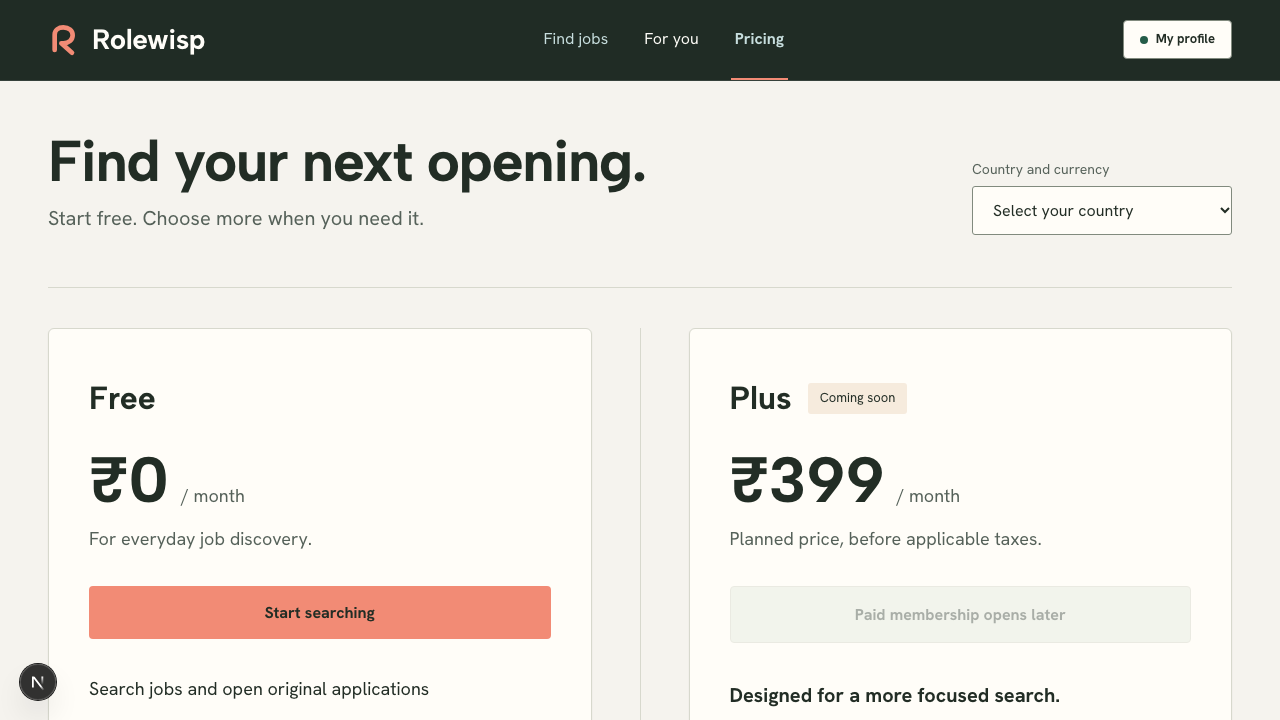 Rolewisp
Find jobs
For you
Pricing
My profile
Find your next opening.
Start free. Choose more when you need it.
Country and currency
Select your country
Free
₹0 / month
For everyday job discovery.
Start searching
Search jobs and open original applications
Plus
Coming soon
₹399 / month
Planned price, before applicable taxes.
Paid membership opens later
Designed for a more focused search.
N